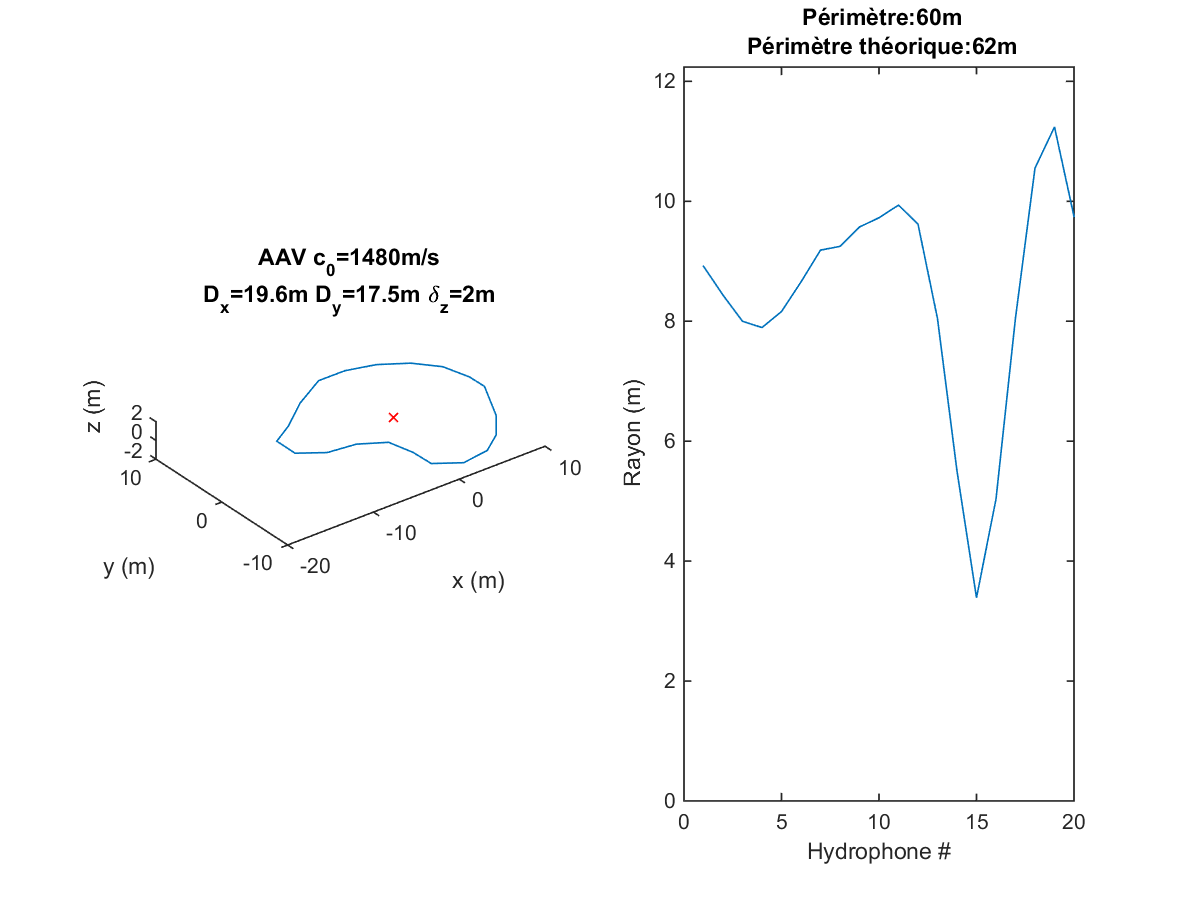 AAV c0=1480m/s
Dx=19.6m Dy=17.5m δz=2m
z (m)
2
0
-2
10
0
-10
y (m)
-20
-10
0
10
x (m)
Périmètre:60m
Périmètre théorique:62m
Rayon (m)
12
10
8
6
4
2
0
0
5
10
15
20
Hydrophone #